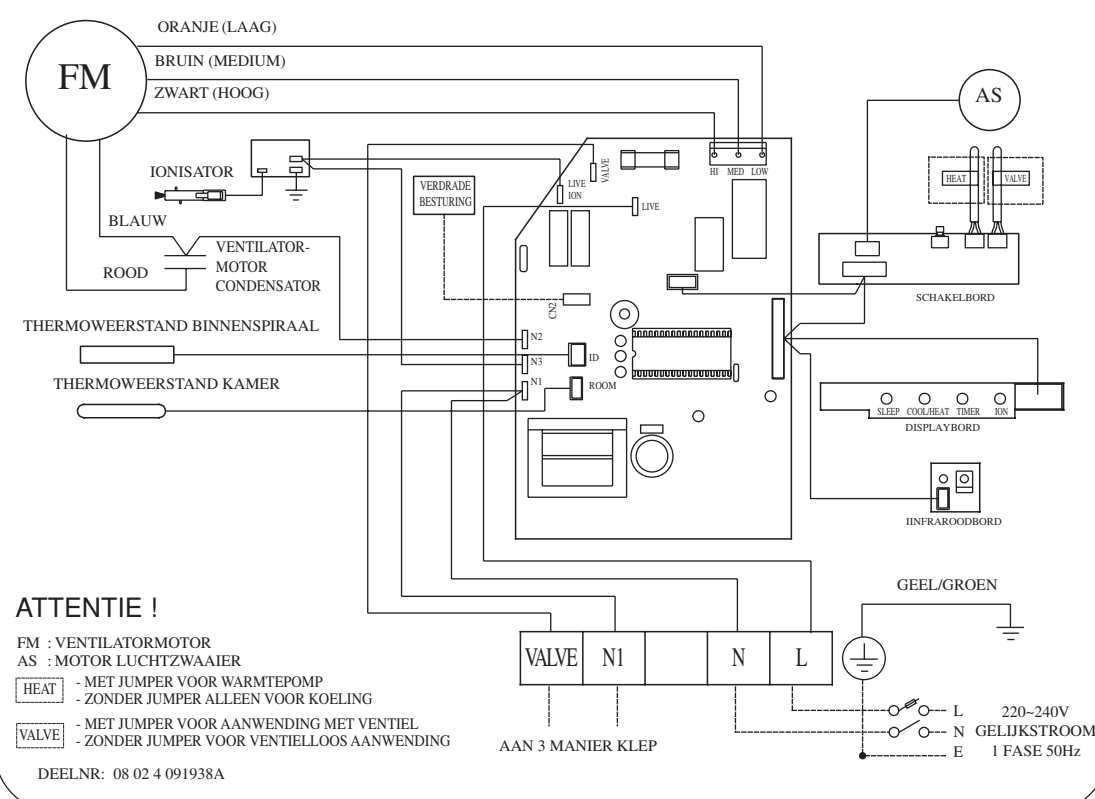 ORANJE (LAAG)
BRUIN (MEDIUM)
ZWART (HOOG)
FM
AS
IONISATOR
BLAUW
ROOD
VENTILATOR-
MOTOR
CONDENSATOR
VERDRADE
BESTURING
VALVE
LIVE
ION
LIVE
HI MED LOW
HEAT
VALVE
SCHAKELBORD
CN2
THERMOWEERSTAND BINNENSPIRAAL
THERMOWEERSTAND KAMER
N2
N3
N1
ID
ROOM
SLEEP COOL/HEAT TIMER ION
DISPLAYBORD
IINFRAROODBORD
GEEL/GROEN
VALVE N1 N L
AAN 3 MANIER KLEP
L
N
E
220~240V
GELIJKSTROOM
1 FASE 50Hz
ATTENTIE !
FM : VENTILATORMOTOR
AS : MOTOR LUCHTZWAAIER
HEAT
- MET JUMPER VOOR WARMTEPOMP
- ZONDER JUMPER ALLEEN VOOR KOELING
VALVE
- MET JUMPER VOOR AANWENDING MET VENTIEL
- ZONDER JUMPER VOOR VENTIELLOOS AANWENDING
DEELNR: 08 02 4 091938A